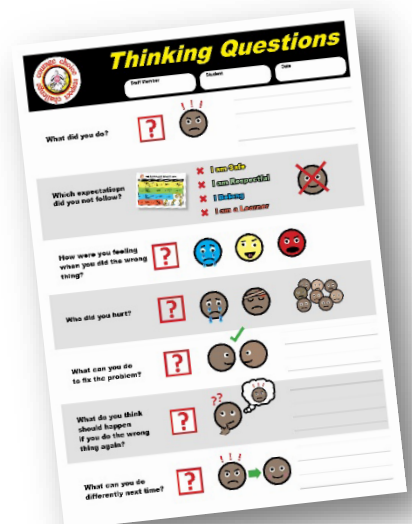 Thinking Questions
Staff Member
Student
Date
What did you do?
?
Which expectation
did you not follow?
I am Safe
I am Respectful
I Belong
I am a Learner
How were you feeling
when you did the wrong
thing?
?
Who did you hurt?
?
What can you do
to fix the problem?
?
What do you think
should happen
if you do the wrong
thing again?
?
??
What can you do
differently next time?
?